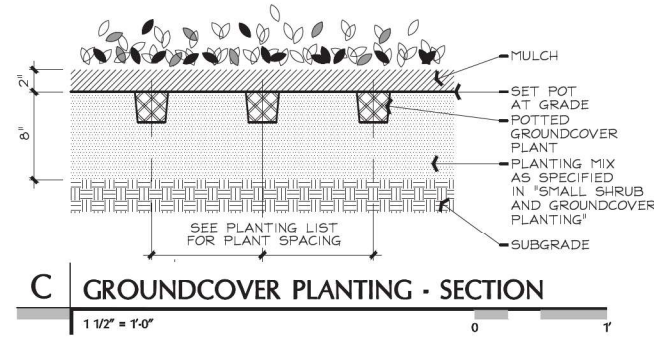 2"
8"
MULCH
SET POT
AT GRADE
POTTED
GROUNDCOVER
PLANT
PLANTING MIX
AS SPECIFIED
IN "SMALL SHRUB
AND GROUNDCOVER
PLANTING"
SUBGRADE
SEE PLANTING LIST
FOR PLANT SPACING
C GROUNDCOVER PLANTING - SECTION
1 1/2" = 1'-0" 0 1'